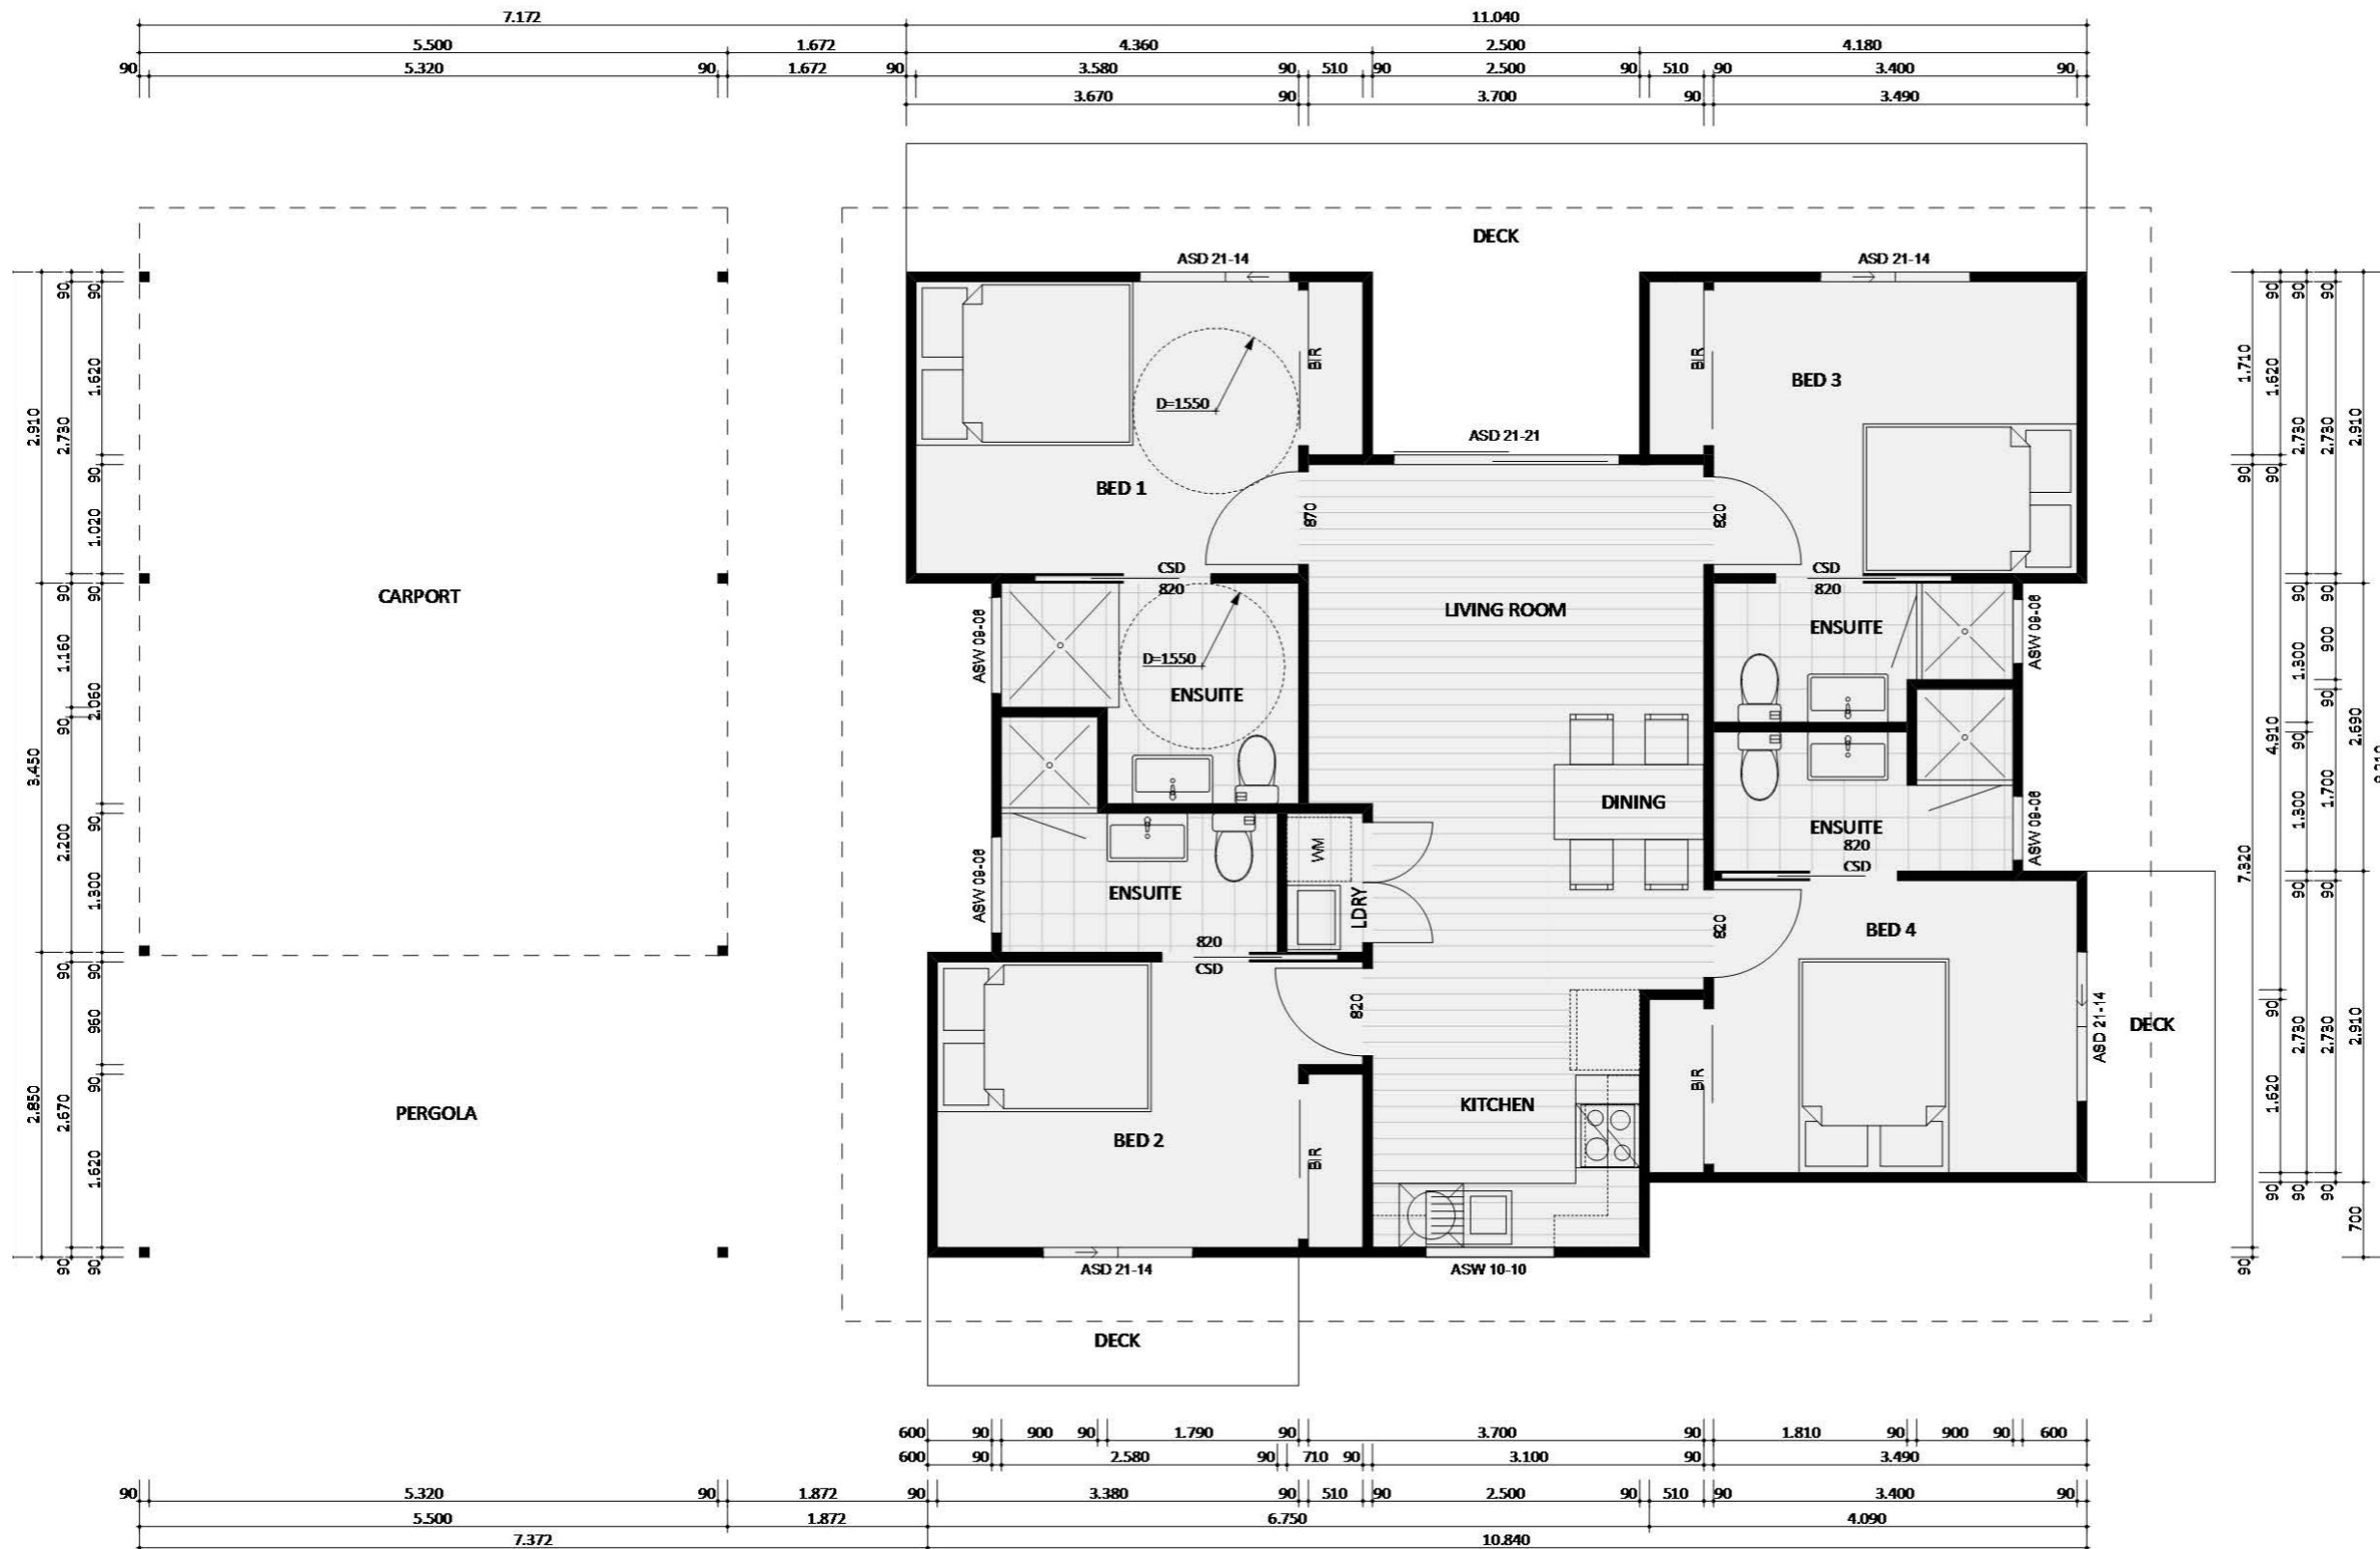 7.172 11.040
5.500 1.672 4.360 2.500 4.180
90 5.320 90 1.672 90 3.580 90 510 90 2.500 90 510 90 3.400 90
3.670 90 3.700 90 3.490
DECK
ASD 21-14
ASD 21-14
BIR
BIR
BED 3
D=1550
ASD 21-21
BED 1
870
820
CSD
820
CSD
820
CARPORT
LIVING ROOM
ASW 09-08
ENSUITE
ASW 09-08
D=1550
ENSUITE
DINING
ENSUITE
820
CSD
ASW 09-08
WM
ASW 09-08
ENSUITE
LDRY
820
BED 4
820
CSD
820
ASD 21-14
DECK
BIR
KITCHEN
PERGOLA
BED 2
BIR
ASD 21-14
ASW 10-10
DECK
2.910 3.450 2.850
90 2.730 90 2.200 90 2.670 90
90 1.620 90 1.020 90 1.160 90 2.060 90 1.300 90 960 90 1.620 90
1.710 90 7.320 90
90 1.620 90 4.910 90 1.620 90
90 2.730 90 1.300 90 1.300 90 2.730 90
90 2.730 90 900 90 1.700 90 2.730 90
2.910 2.690 2.910 700
600 90 900 90 1.790 90 3.700 90 1.810 90 900 90 600
600 90 2.580 90 710 90 3.100 90 3.490
90 5.320 90 1.872 90 3.380 90 510 90 2.500 90 510 90 3.400 90
5.500 1.872 6.750 4.090
7.372 10.840